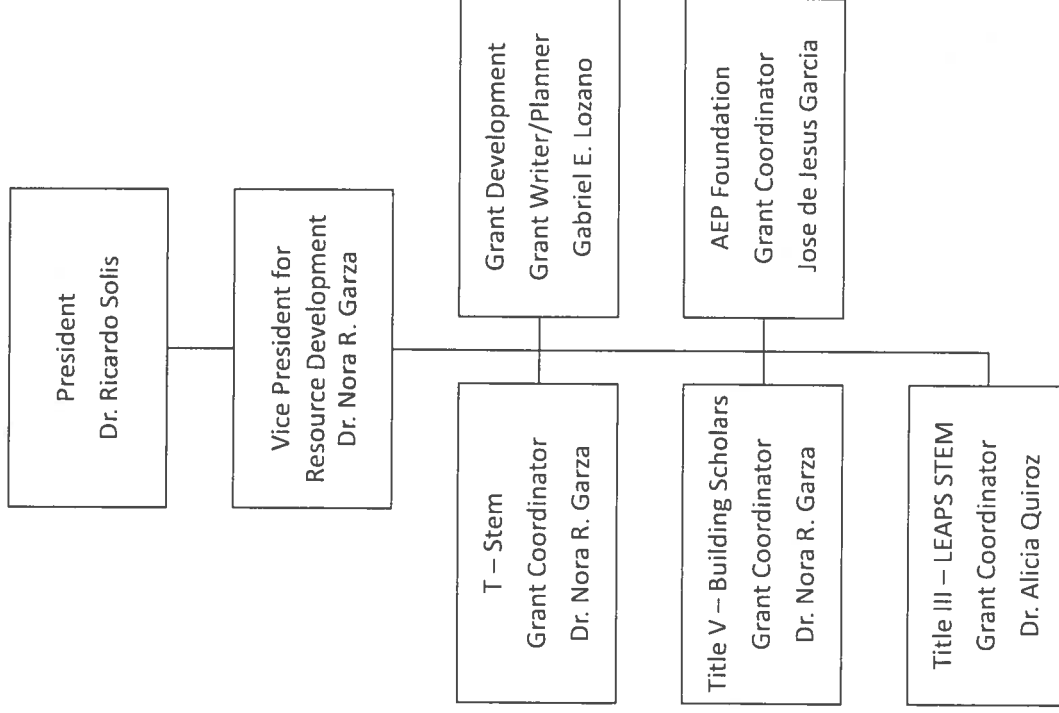 President
Dr. Ricardo Solis
Vice President for
Resource Development
Dr. Nora R. Garza
T – Stem
Grant Coordinator
Dr. Nora R. Garza
Grant Development
Grant Writer/Planner
Gabriel E. Lozano
Title V – Building Scholars
Grant Coordinator
Dr. Nora R. Garza
AEP Foundation
Grant Coordinator
Jose de Jesus Garcia
Title III – LEAPS STEM
Grant Coordinator
Dr. Alicia Quiroz